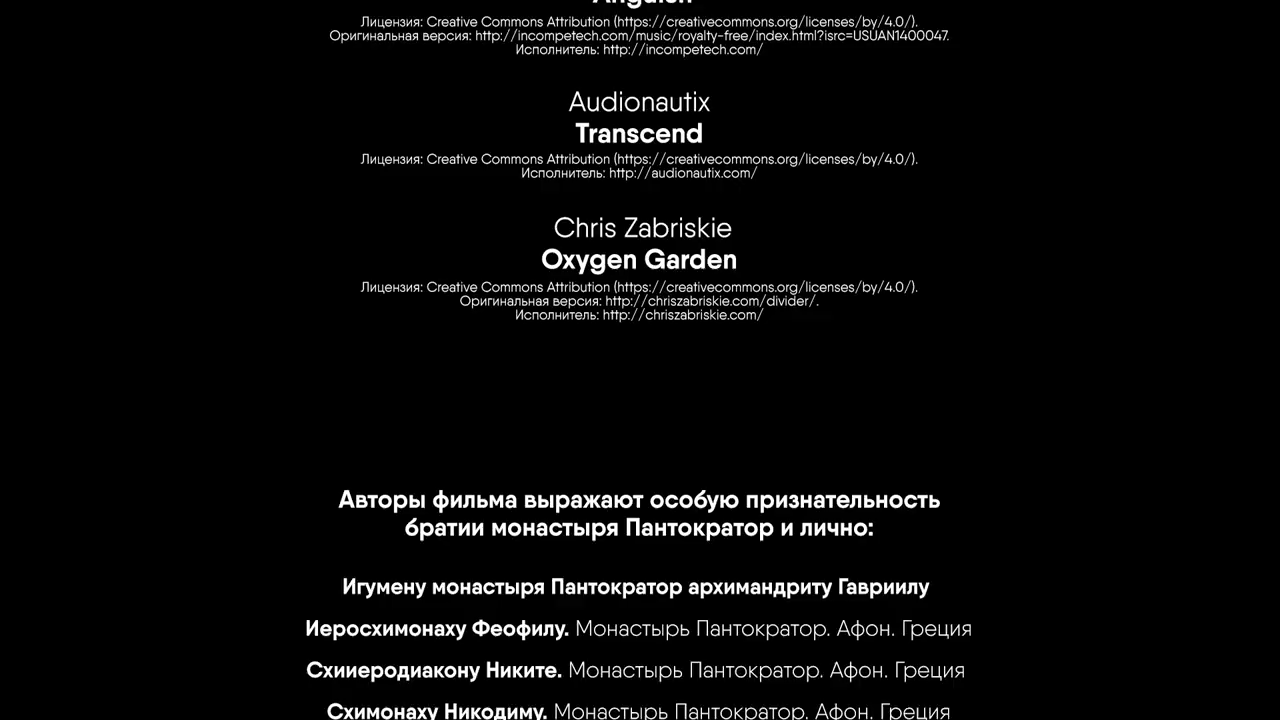 Лицензия: Creative Commons Attribution (https://creativecommons.org/licenses/by/4.0/).
Оригинальная версия: http://incompetech.com/music/royalty-free/index.html?isrc=USUAN1400047.
Исполнитель: http://incompetech.com/
Audionautix
Transcend
Лицензия: Creative Commons Attribution (https://creativecommons.org/licenses/by/4.0/).
Исполнитель: http://audionautix.com/
Chris Zabriskie
Oxygen Garden
Лицензия: Creative Commons Attribution (https://creativecommons.org/licenses/by/4.0/).
Оригинальная версия: http://chriszabriskie.com/divider/.
Исполнитель: http://chriszabriskie.com/
Авторы фильма выражают особую признательность
братии монастыря Пантократор и лично:
Игумену монастыря Пантократор архимандриту Гавриилу
Иеросхимонаху Феофилу. Монастырь Пантократор. Афон. Греция
Схииеродиакону Никите. Монастырь Пантократор. Афон. Греция
Схимонаху Никодиму. Монастырь Пантократор. Афон. Греция